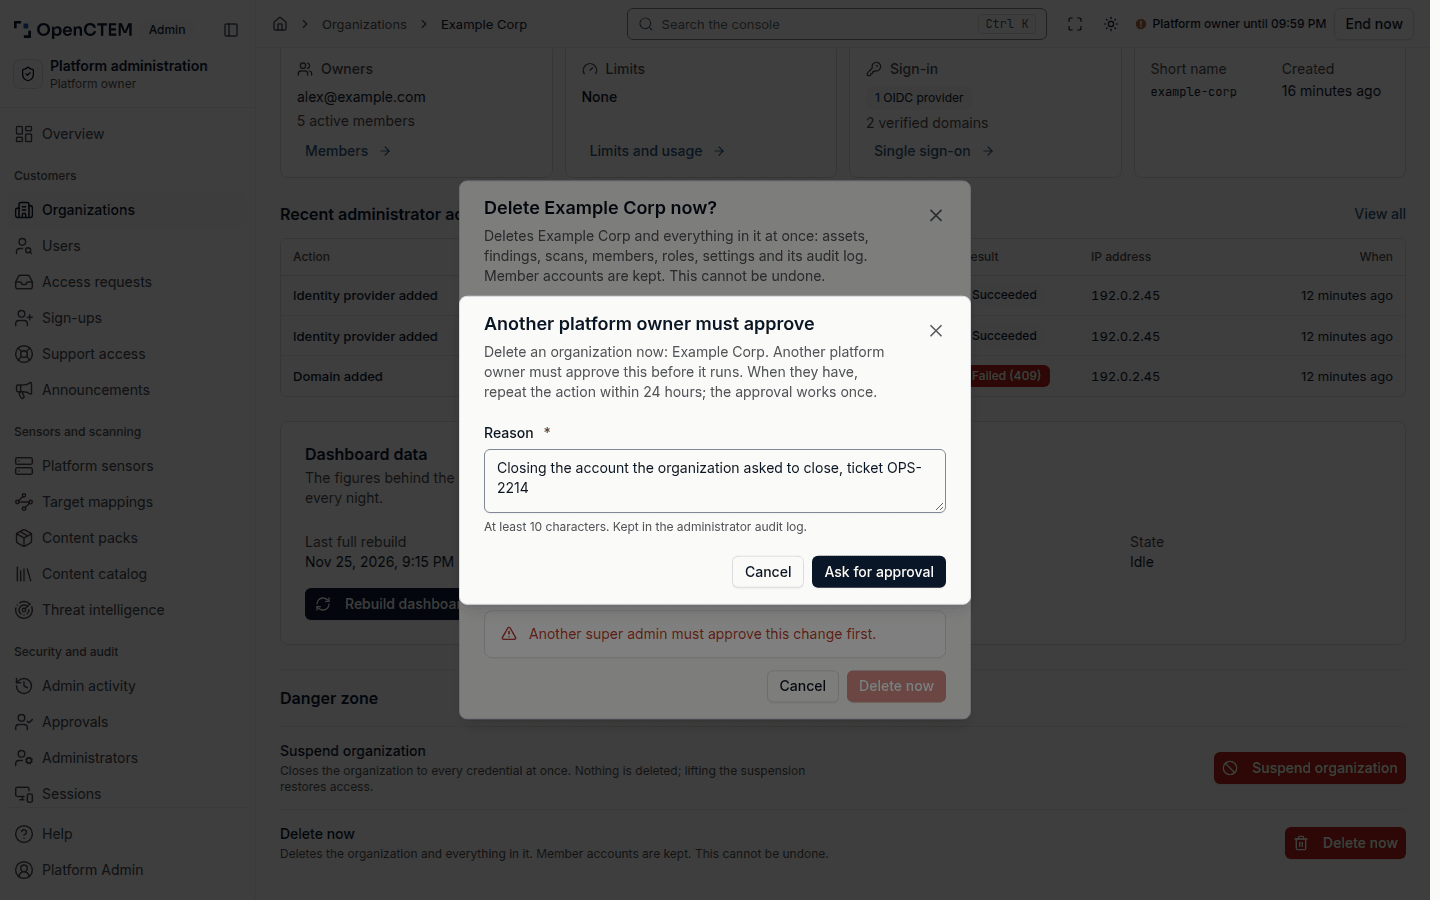 OpenCTEM Admin
Platform administration
Platform owner
Overview
Customers
Organizations
Users
Access requests
Sign-ups
Support access
Announcements
Sensors and scanning
Platform sensors
Target mappings
Content packs
Content catalog
Threat intelligence
Security and audit
Admin activity
Approvals
Administrators
Sessions
Help
Platform Admin
Organizations Example Corp
Search the console Ctrl K
Platform owner until 09:59 PM End now
Owners
alex@example.com
5 active members
Members
Limits
None
Limits and usage
Sign-in
1 OIDC provider
2 verified domains
Single sign-on
Short name Created
example-corp 16 minutes ago
Recent administrator ac View all
Action esult IP address When
Identity provider added Succeeded 192.0.2.45 12 minutes ago
Identity provider added Succeeded 192.0.2.45 12 minutes ago
Domain added Failed (409) 192.0.2.45 12 minutes ago
Delete Example Corp now?
Deletes Example Corp and everything in it at once: assets,
findings, scans, members, roles, settings and its audit log.
Member accounts are kept. This cannot be undone.
Another platform owner must approve
Delete an organization now: Example Corp. Another platform
owner must approve this before it runs. When they have,
repeat the action within 24 hours; the approval works once.
Reason *
Closing the account the organization asked to close, ticket OPS-
2214
At least 10 characters. Kept in the administrator audit log.
Cancel Ask for approval
Another super admin must approve this change first.
Cancel Delete now
Dashboard data
The figures behind the
every night.
Last full rebuild State
Nov 25, 2026, 9:15 PM Idle
Rebuild dashboar
Danger zone
Suspend organization
Closes the organization to every credential at once. Nothing is deleted; lifting the suspension
restores access.
Suspend organization
Delete now
Deletes the organization and everything in it. Member accounts are kept. This cannot be undone.
Delete now